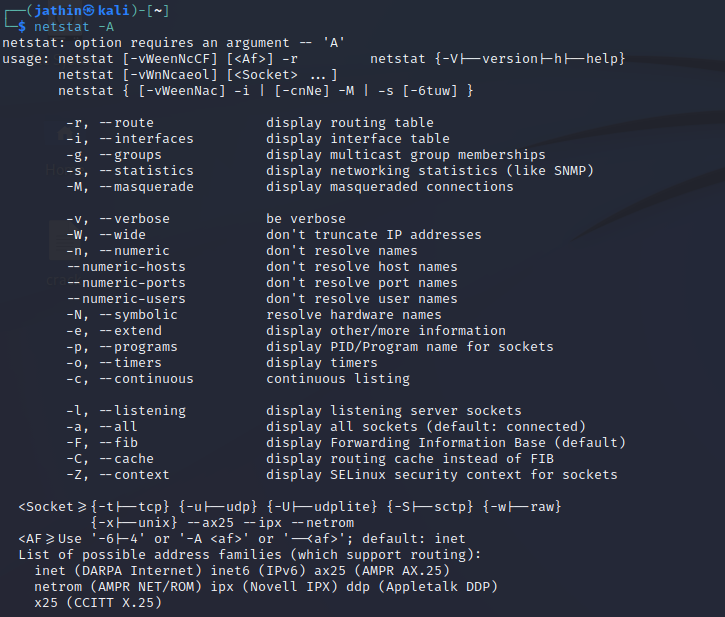 ┌──(jathin㉿kali)-[~]
└─$ netstat -A
netstat: option requires an argument -- 'A'
usage: netstat [-vWeenNcCF] [<Af>] -r         netstat {-V|--version|-h|--help}
       netstat [-vWnNcaeol] [<Socket> ...]
       netstat { [-vWeenNac] -i | [-cnNe] -M | -s [-6tuw] }

        -r, --route              display routing table
        -i, --interfaces         display interface table
        -g, --groups             display multicast group memberships
        -s, --statistics         display networking statistics (like SNMP)
        -M, --masquerade         display masqueraded connections

        -v, --verbose            be verbose
        -W, --wide               don't truncate IP addresses
        -n, --numeric            don't resolve names
        --numeric-hosts          don't resolve host names
        --numeric-ports          don't resolve port names
        --numeric-users          don't resolve user names
        -N, --symbolic           resolve hardware names
        -e, --extend             display other/more information
        -p, --programs           display PID/Program name for sockets
        -o, --timers             display timers
        -c, --continuous         continuous listing

        -l, --listening          display listening server sockets
        -a, --all                display all sockets (default: connected)
        -F, --fib                display Forwarding Information Base (default)
        -C, --cache              display routing cache instead of FIB
        -Z, --context            display SELinux security context for sockets

  <Socket>={-t|--tcp} {-u|--udp} {-U|--udplite} {-S|--sctp} {-w|--raw}
           {-x|--unix} --ax25 --ipx --netrom
  <AF>=Use '-6|-4' or '-A <af>' or '--<af>'; default: inet
  List of possible address families (which support routing):
    inet (DARPA Internet) inet6 (IPv6) ax25 (AMPR AX.25)
    netrom (AMPR NET/ROM) ipx (Novell IPX) ddp (Appletalk DDP)
    x25 (CCITT X.25)